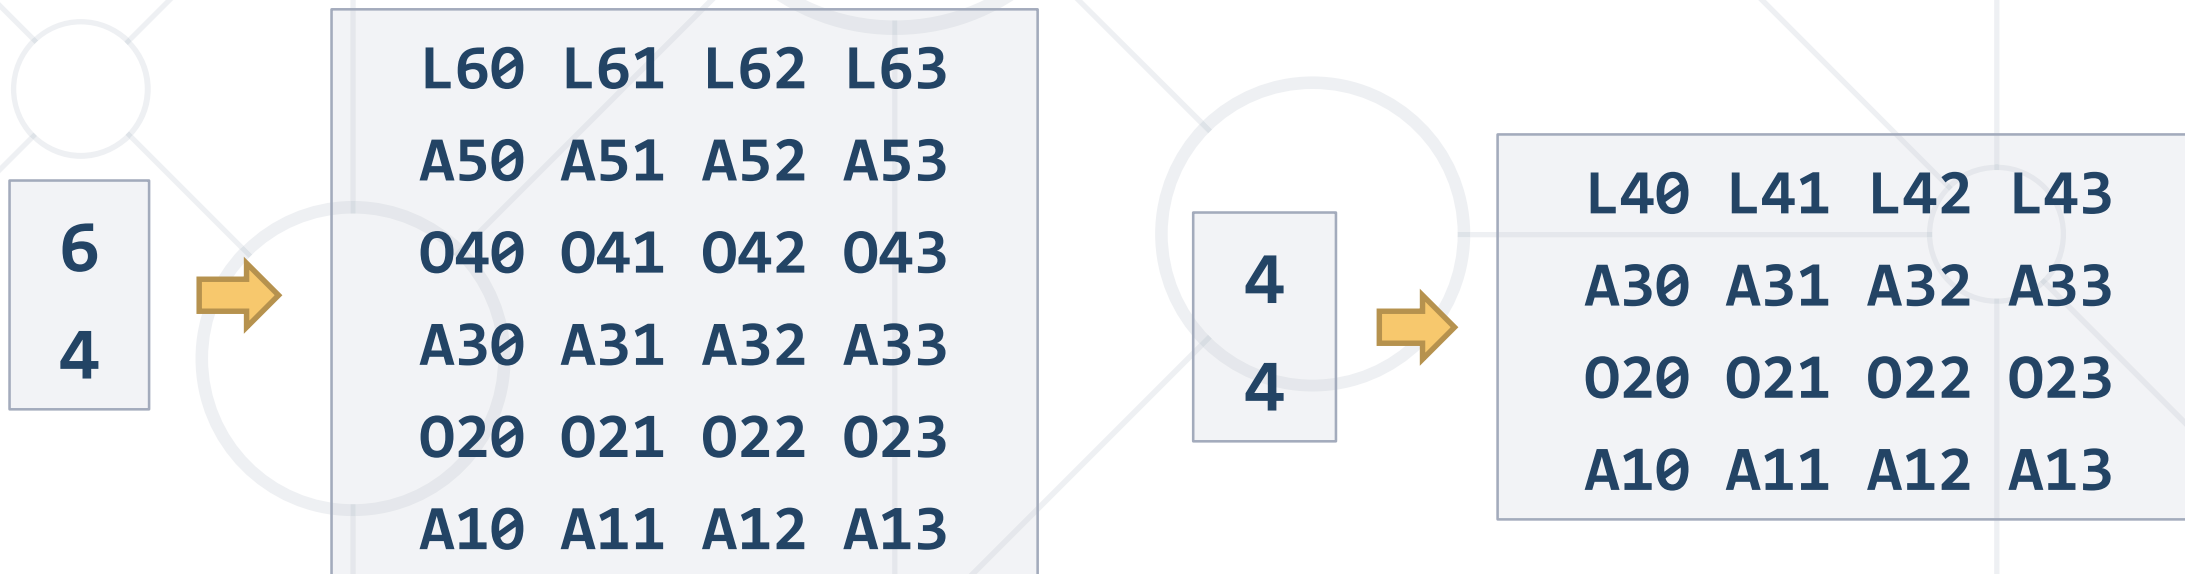 6
4
L60 L61 L62 L63
A50 A51 A52 A53
O40 O41 O42 O43
A30 A31 A32 A33
O20 O21 O22 O23
A10 A11 A12 A13
4
4
L40 L41 L42 L43
A30 A31 A32 A33
O20 O21 O22 O23
A10 A11 A12 A13